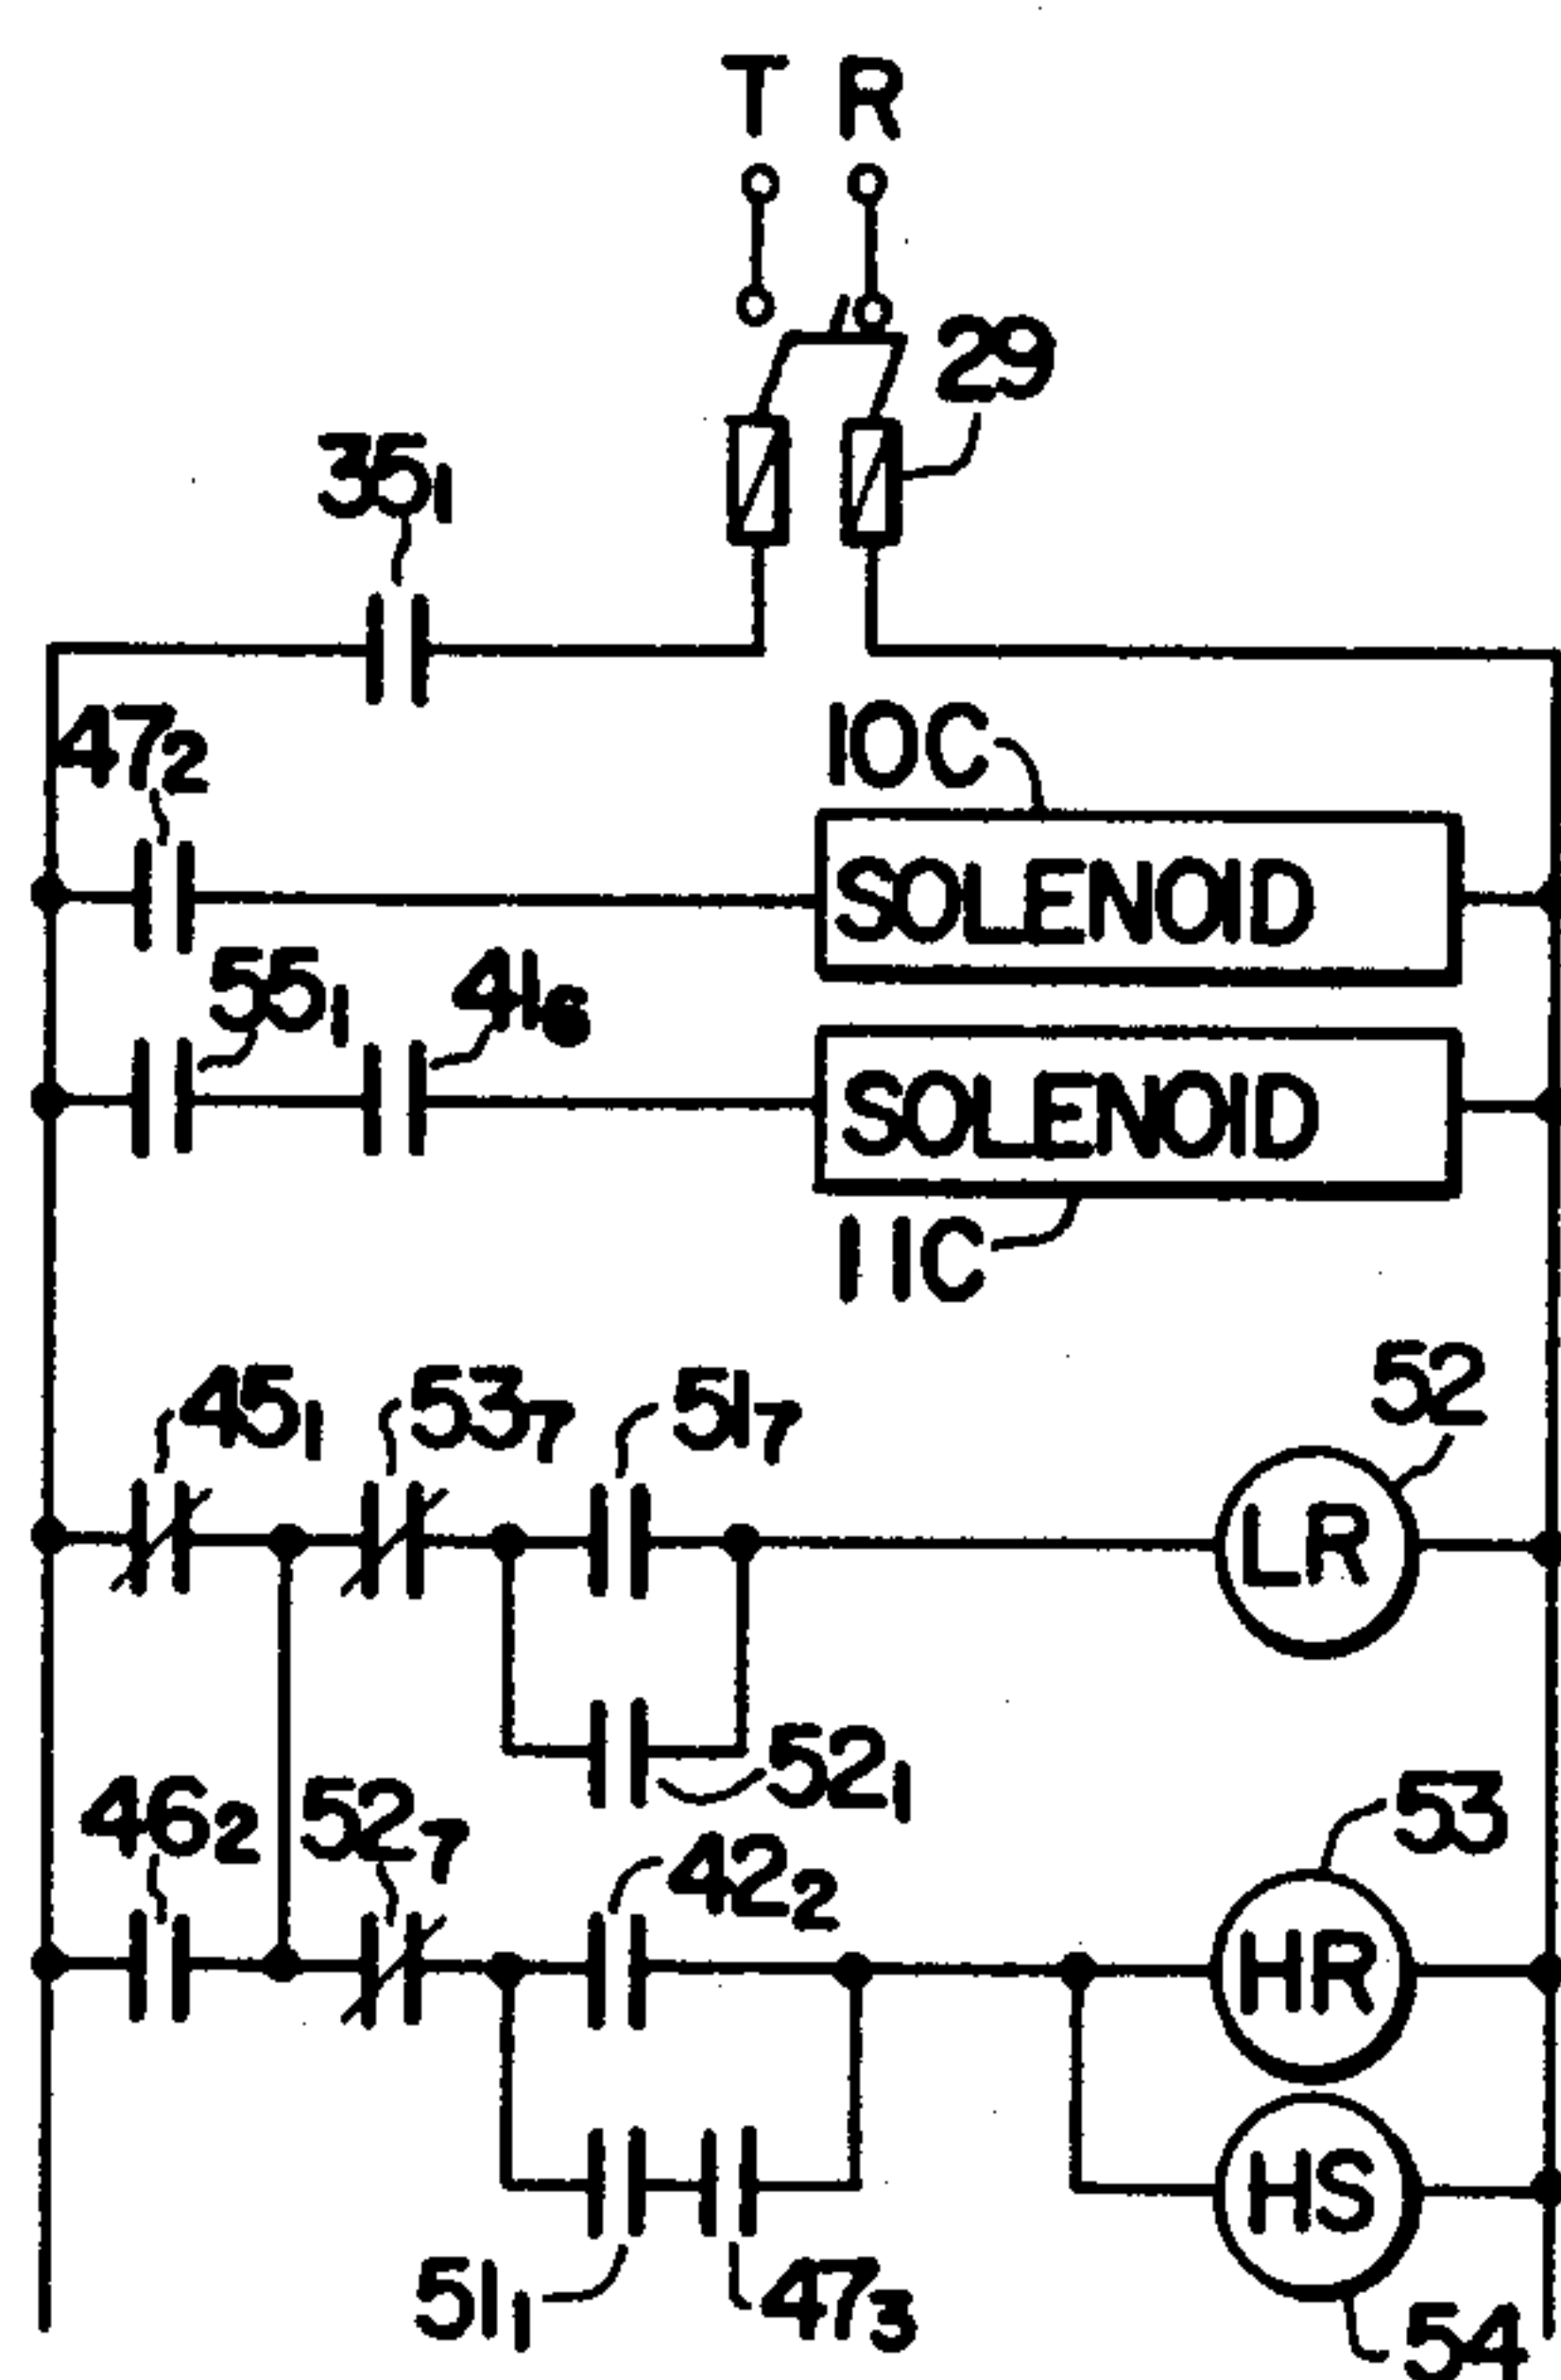 T R
29
35₁
47₂
10C
SOLENOID
55₁
SOLENOID
11C
45₁ 53₇ 51₇
52
LR
52₁
46₂ 52₇ 42₂
53
HR
HS
51₁ 47₃
54